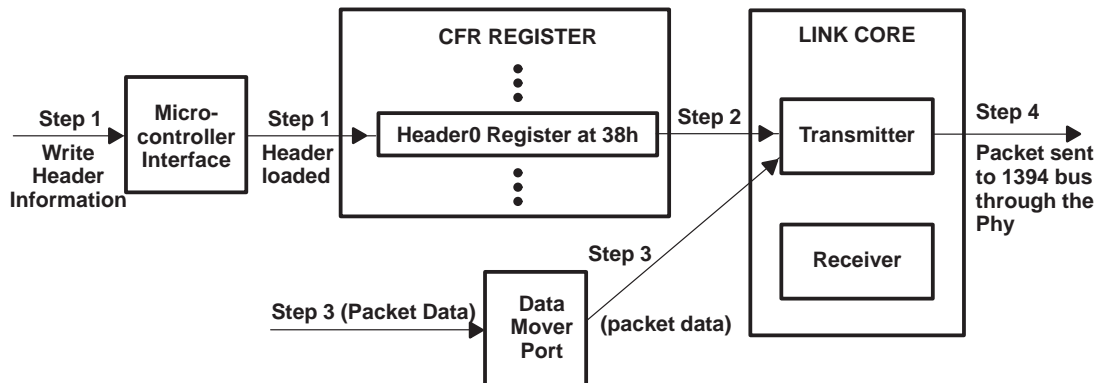 CFR REGISTER
LINK CORE
Step 1
Write
Header
Information
Micro-
controller
Interface
Step 1
Header
loaded
Header0 Register at 38h
Step 2
Transmitter
Step 4
Packet sent
to 1394 bus
through the
Phy
Step 3
Receiver
Step 3 (Packet Data)
Data
Mover
Port
(packet data)